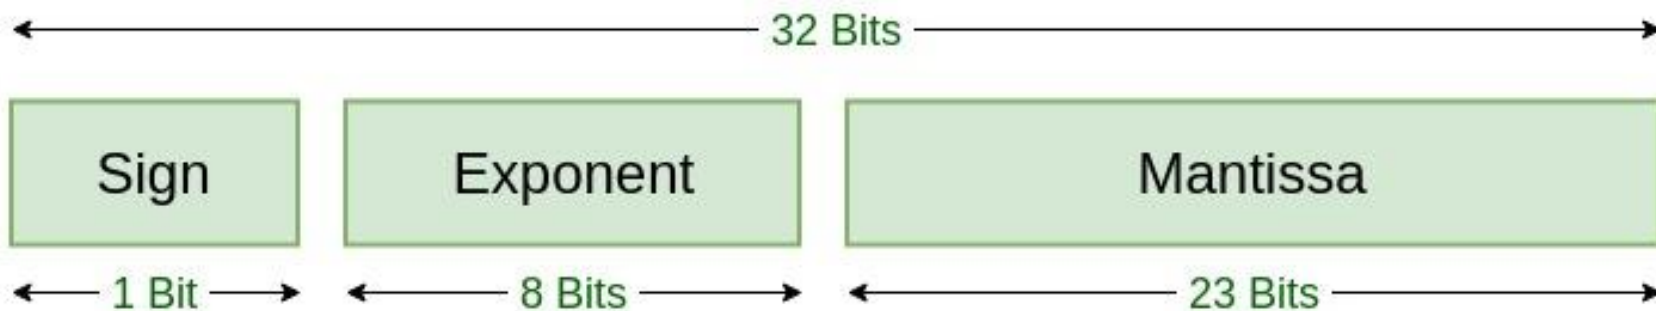 32 Bits
Sign Exponent Mantissa
1 Bit 8 Bits 23 Bits